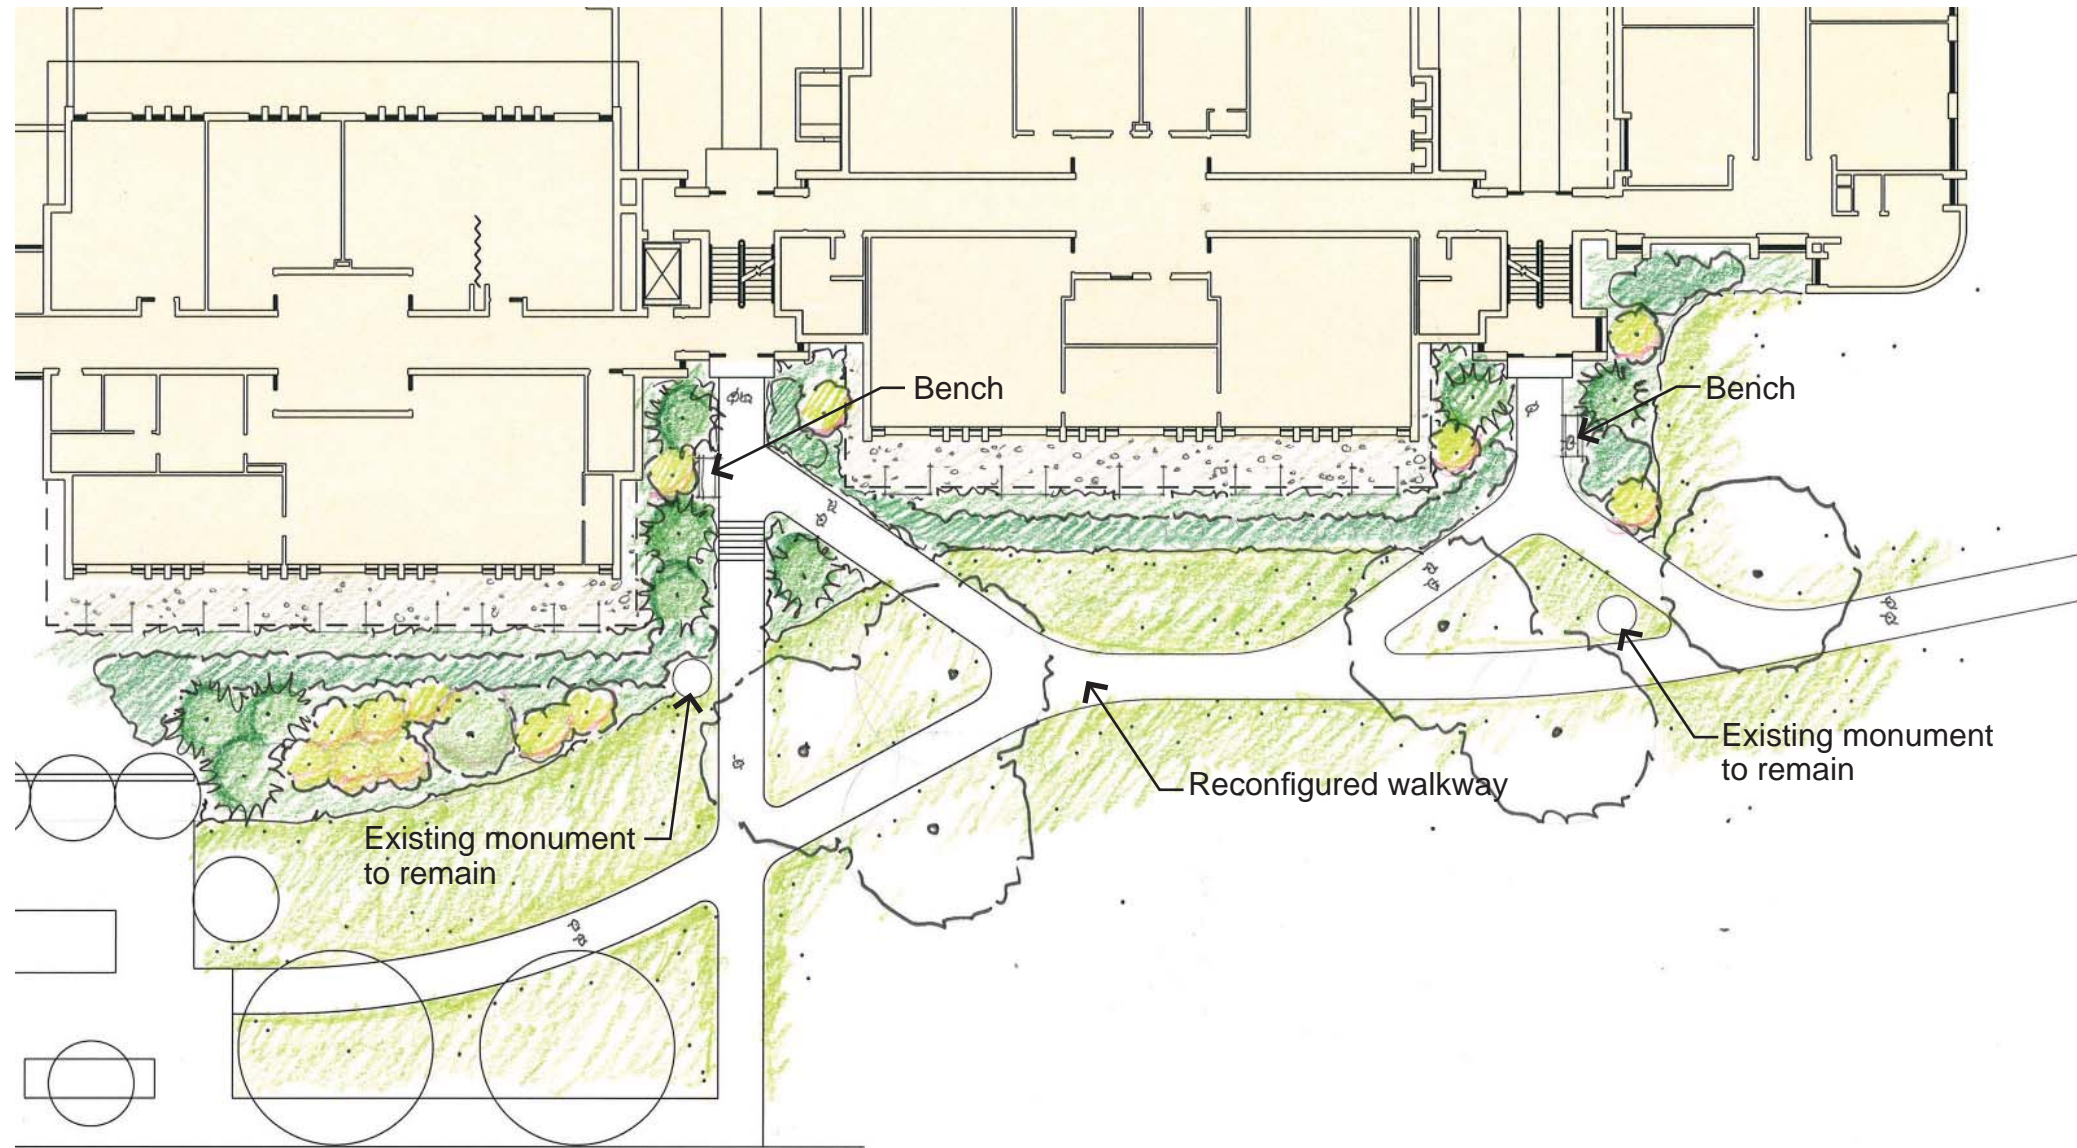 Bench
Bench
Existing monument
to remain
Reconfigured walkway
Existing monument
to remain